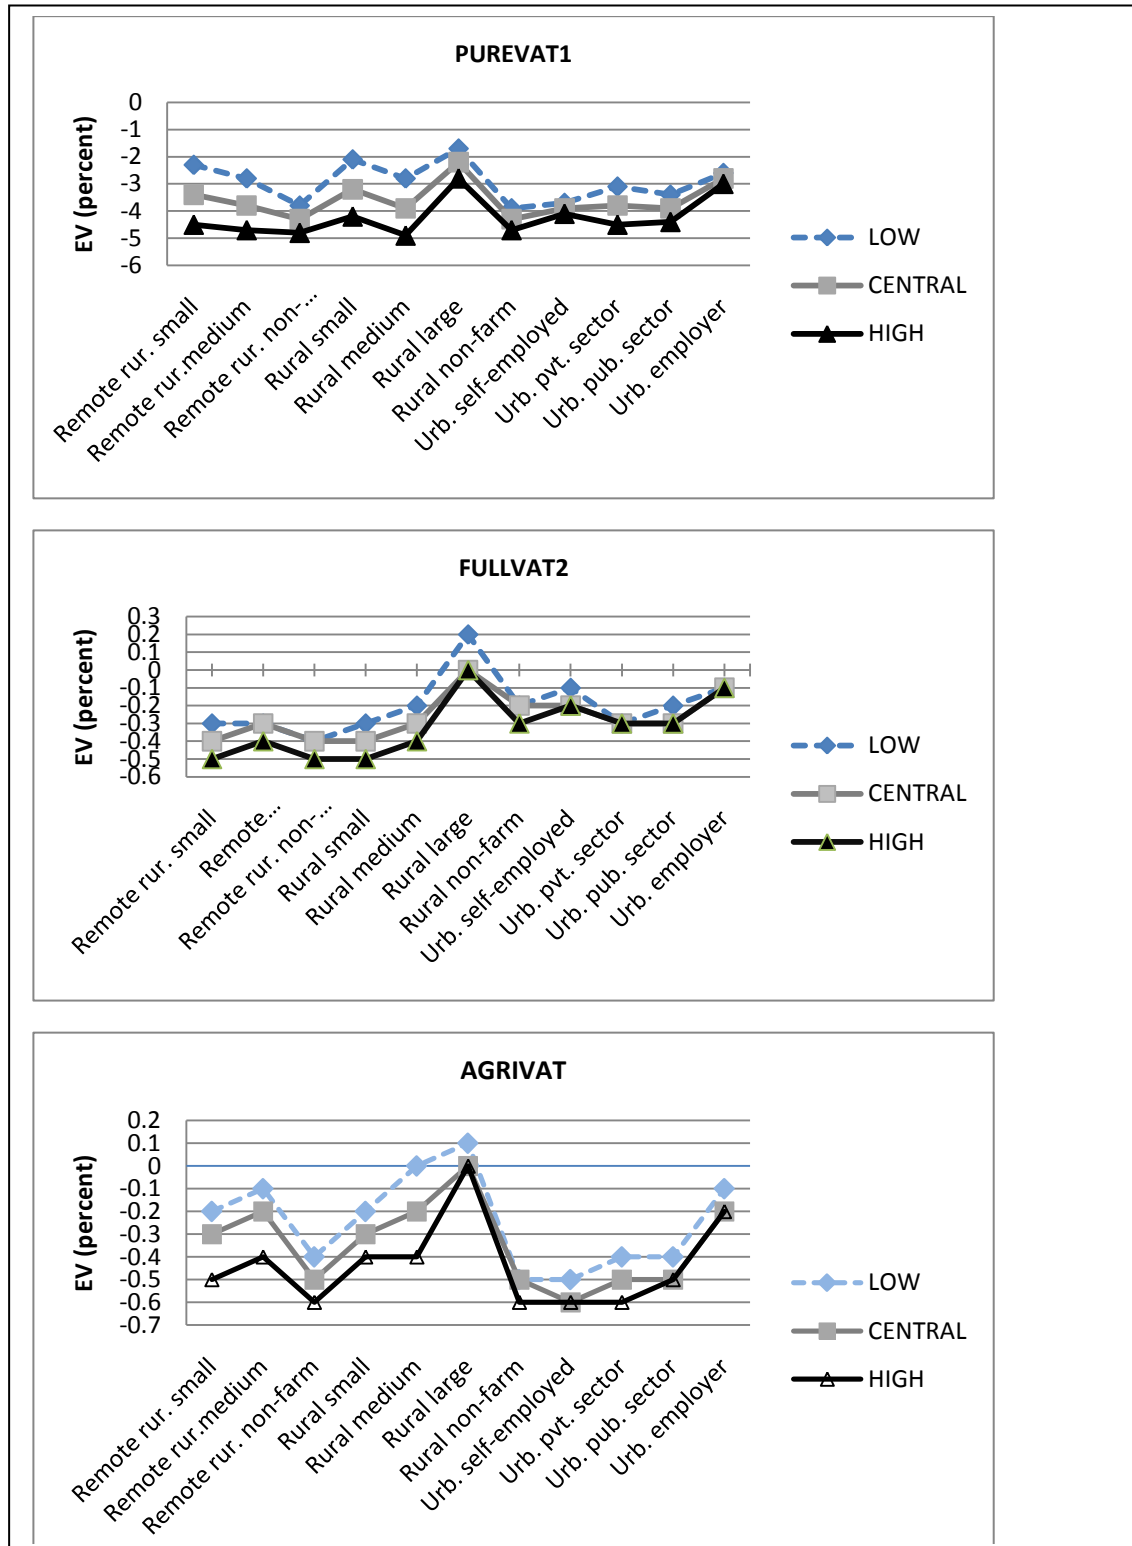 PUREVAT1
EV (percent)
0
-1
-2
-3
-4
-5
-6
Remote rur. small
Remote rur.medium
Remote rur. non-...
Rural small
Rural medium
Rural large
Rural non-farm
Urb. self-employed
Urb. pvt. sector
Urb. pub. sector
Urb. employer
LOW
CENTRAL
HIGH
FULLVAT2
EV (percent)
0.3
0.2
0.1
0
-0.1
-0.2
-0.3
-0.4
-0.5
-0.6
Remote rur. small
Remote...
Remote rur. non-...
Rural small
Rural medium
Rural large
Rural non-farm
Urb. self-employed
Urb. pvt. sector
Urb. pub. sector
Urb. employer
LOW
CENTRAL
HIGH
AGRIVAT
EV (percent)
0.2
0.1
0
-0.1
-0.2
-0.3
-0.4
-0.5
-0.6
-0.7
Remote rur. small
Remote rur.medium
Remote rur. non-farm
Rural small
Rural medium
Rural large
Rural non-farm
Urb. self-employed
Urb. pvt. sector
Urb. pub. sector
Urb. employer
LOW
CENTRAL
HIGH